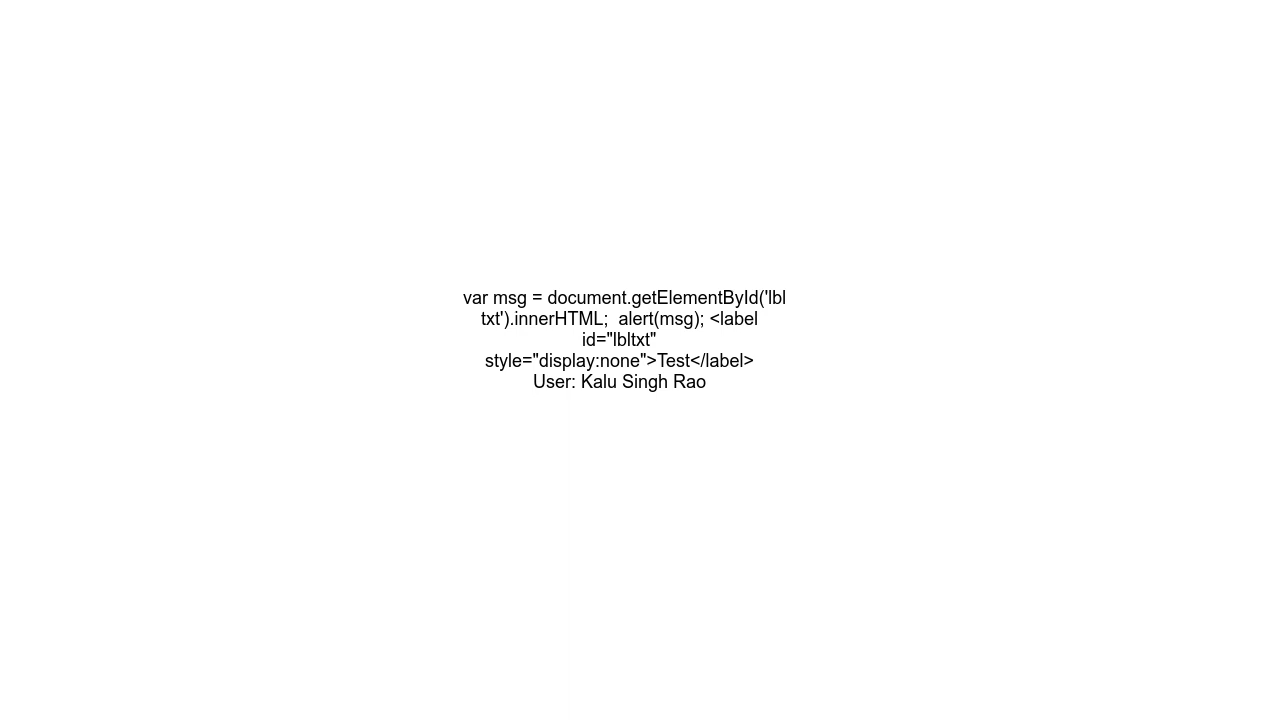 var msg = document.getElementById('lbl
txt').innerHTML;  alert(msg); <label
id="lbltxt"
style="display:none">Test</label>
User: Kalu Singh Rao